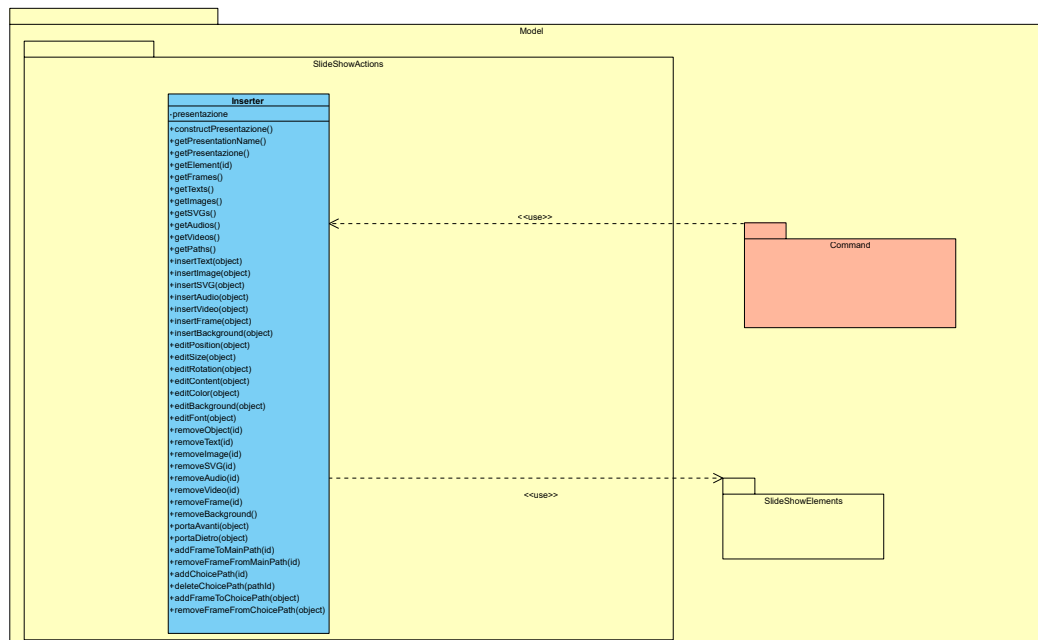 Model
SlideShowActions
Inserter
-presentazione
+constructPresentazione()
+getPresentationName()
+getPresentazione()
+getElement(id)
+getFrames()
+getTexts()
+getImages()
+getSVGs()
+getAudios()
+getVideos()
+getPaths()
+insertText(object)
+insertImage(object)
+insertSVG(object)
+insertAudio(object)
+insertVideo(object)
+insertFrame(object)
+insertBackground(object)
+editPosition(object)
+editSize(object)
+editRotation(object)
+editContent(object)
+editColor(object)
+editBackground(object)
+editFont(object)
+removeObject(id)
+removeText(id)
+removeImage(id)
+removeSVG(id)
+removeAudio(id)
+removeVideo(id)
+removeFrame(id)
+removeBackground()
+portaAvanti(object)
+portaDietro(object)
+addFrameToMainPath(id)
+removeFrameFromMainPath(id)
+addChoicePath(id)
+deleteChoicePath(pathId)
+addFrameToChoicePath(object)
+removeFrameFromChoicePath(object)
<<use>>
Command
<<use>>
SlideShowElements